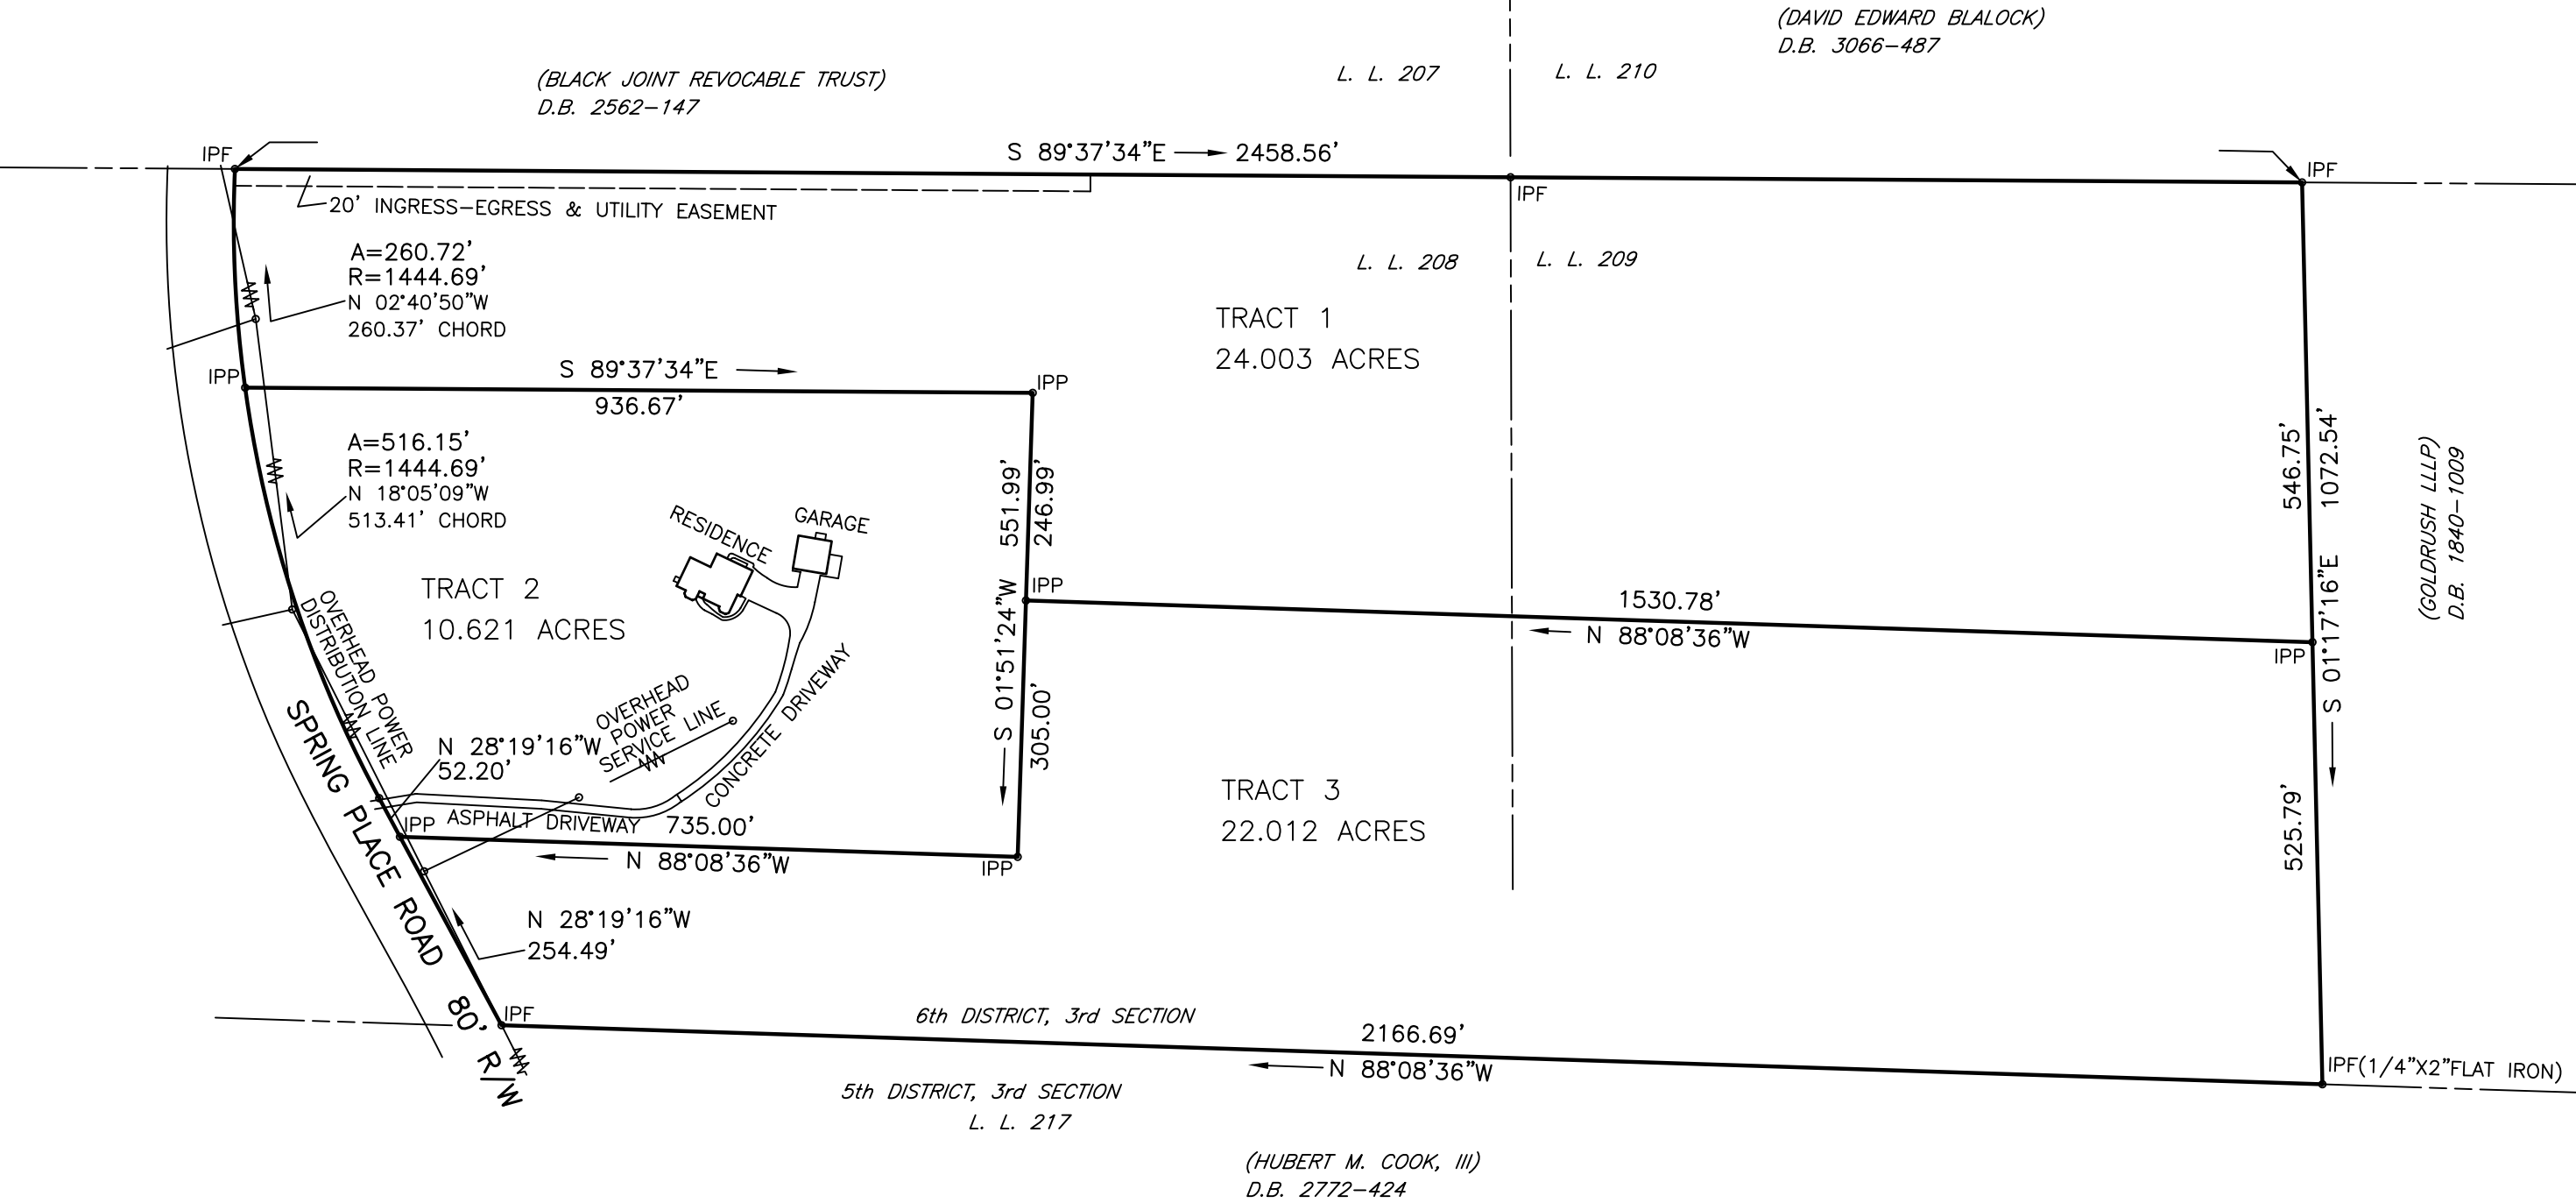 (DAVID EDWARD BLALOCK)
D.B. 3066-487
(BLACK JOINT REVOCABLE TRUST)
D.B. 2562-147
L. L. 207
L. L. 210
IPF
S 89°37'34"E
2458.56'
IPF
IPF
20' INGRESS-EGRESS & UTILITY EASEMENT
A=260.72'
R=1444.69'
N 02°40'50"W
260.37' CHORD
L. L. 208
L. L. 209
TRACT 1
24.003 ACRES
IPP
S 89°37'34"E
936.67'
IPP
A=516.15'
R=1444.69'
N 18°05'09"W
513.41' CHORD
551.99'
246.99'
546.75'
1072.54'
S 01°17'16"E
(GOLDRUSH LLLP)
D.B. 1840-1009
RESIDENCE
GARAGE
TRACT 2
10.621 ACRES
OVERHEAD POWER
DISTRIBUTION LINE
IPP
1530.78'
N 88°08'36"W
IPP
S 01°51'24"W
305.00'
OVERHEAD
POWER
SERVICE LINE
CONCRETE DRIVEWAY
N 28°19'16"W
52.20'
SPRING PLACE ROAD 80' R/W
IPP
ASPHALT DRIVEWAY
735.00'
N 88°08'36"W
IPP
TRACT 3
22.012 ACRES
525.79'
N 28°19'16"W
254.49'
IPF
6th DISTRICT, 3rd SECTION
2166.69'
N 88°08'36"W
IPF(1/4"X2"FLAT IRON)
5th DISTRICT, 3rd SECTION
L. L. 217
(HUBERT M. COOK, III)
D.B. 2772-424